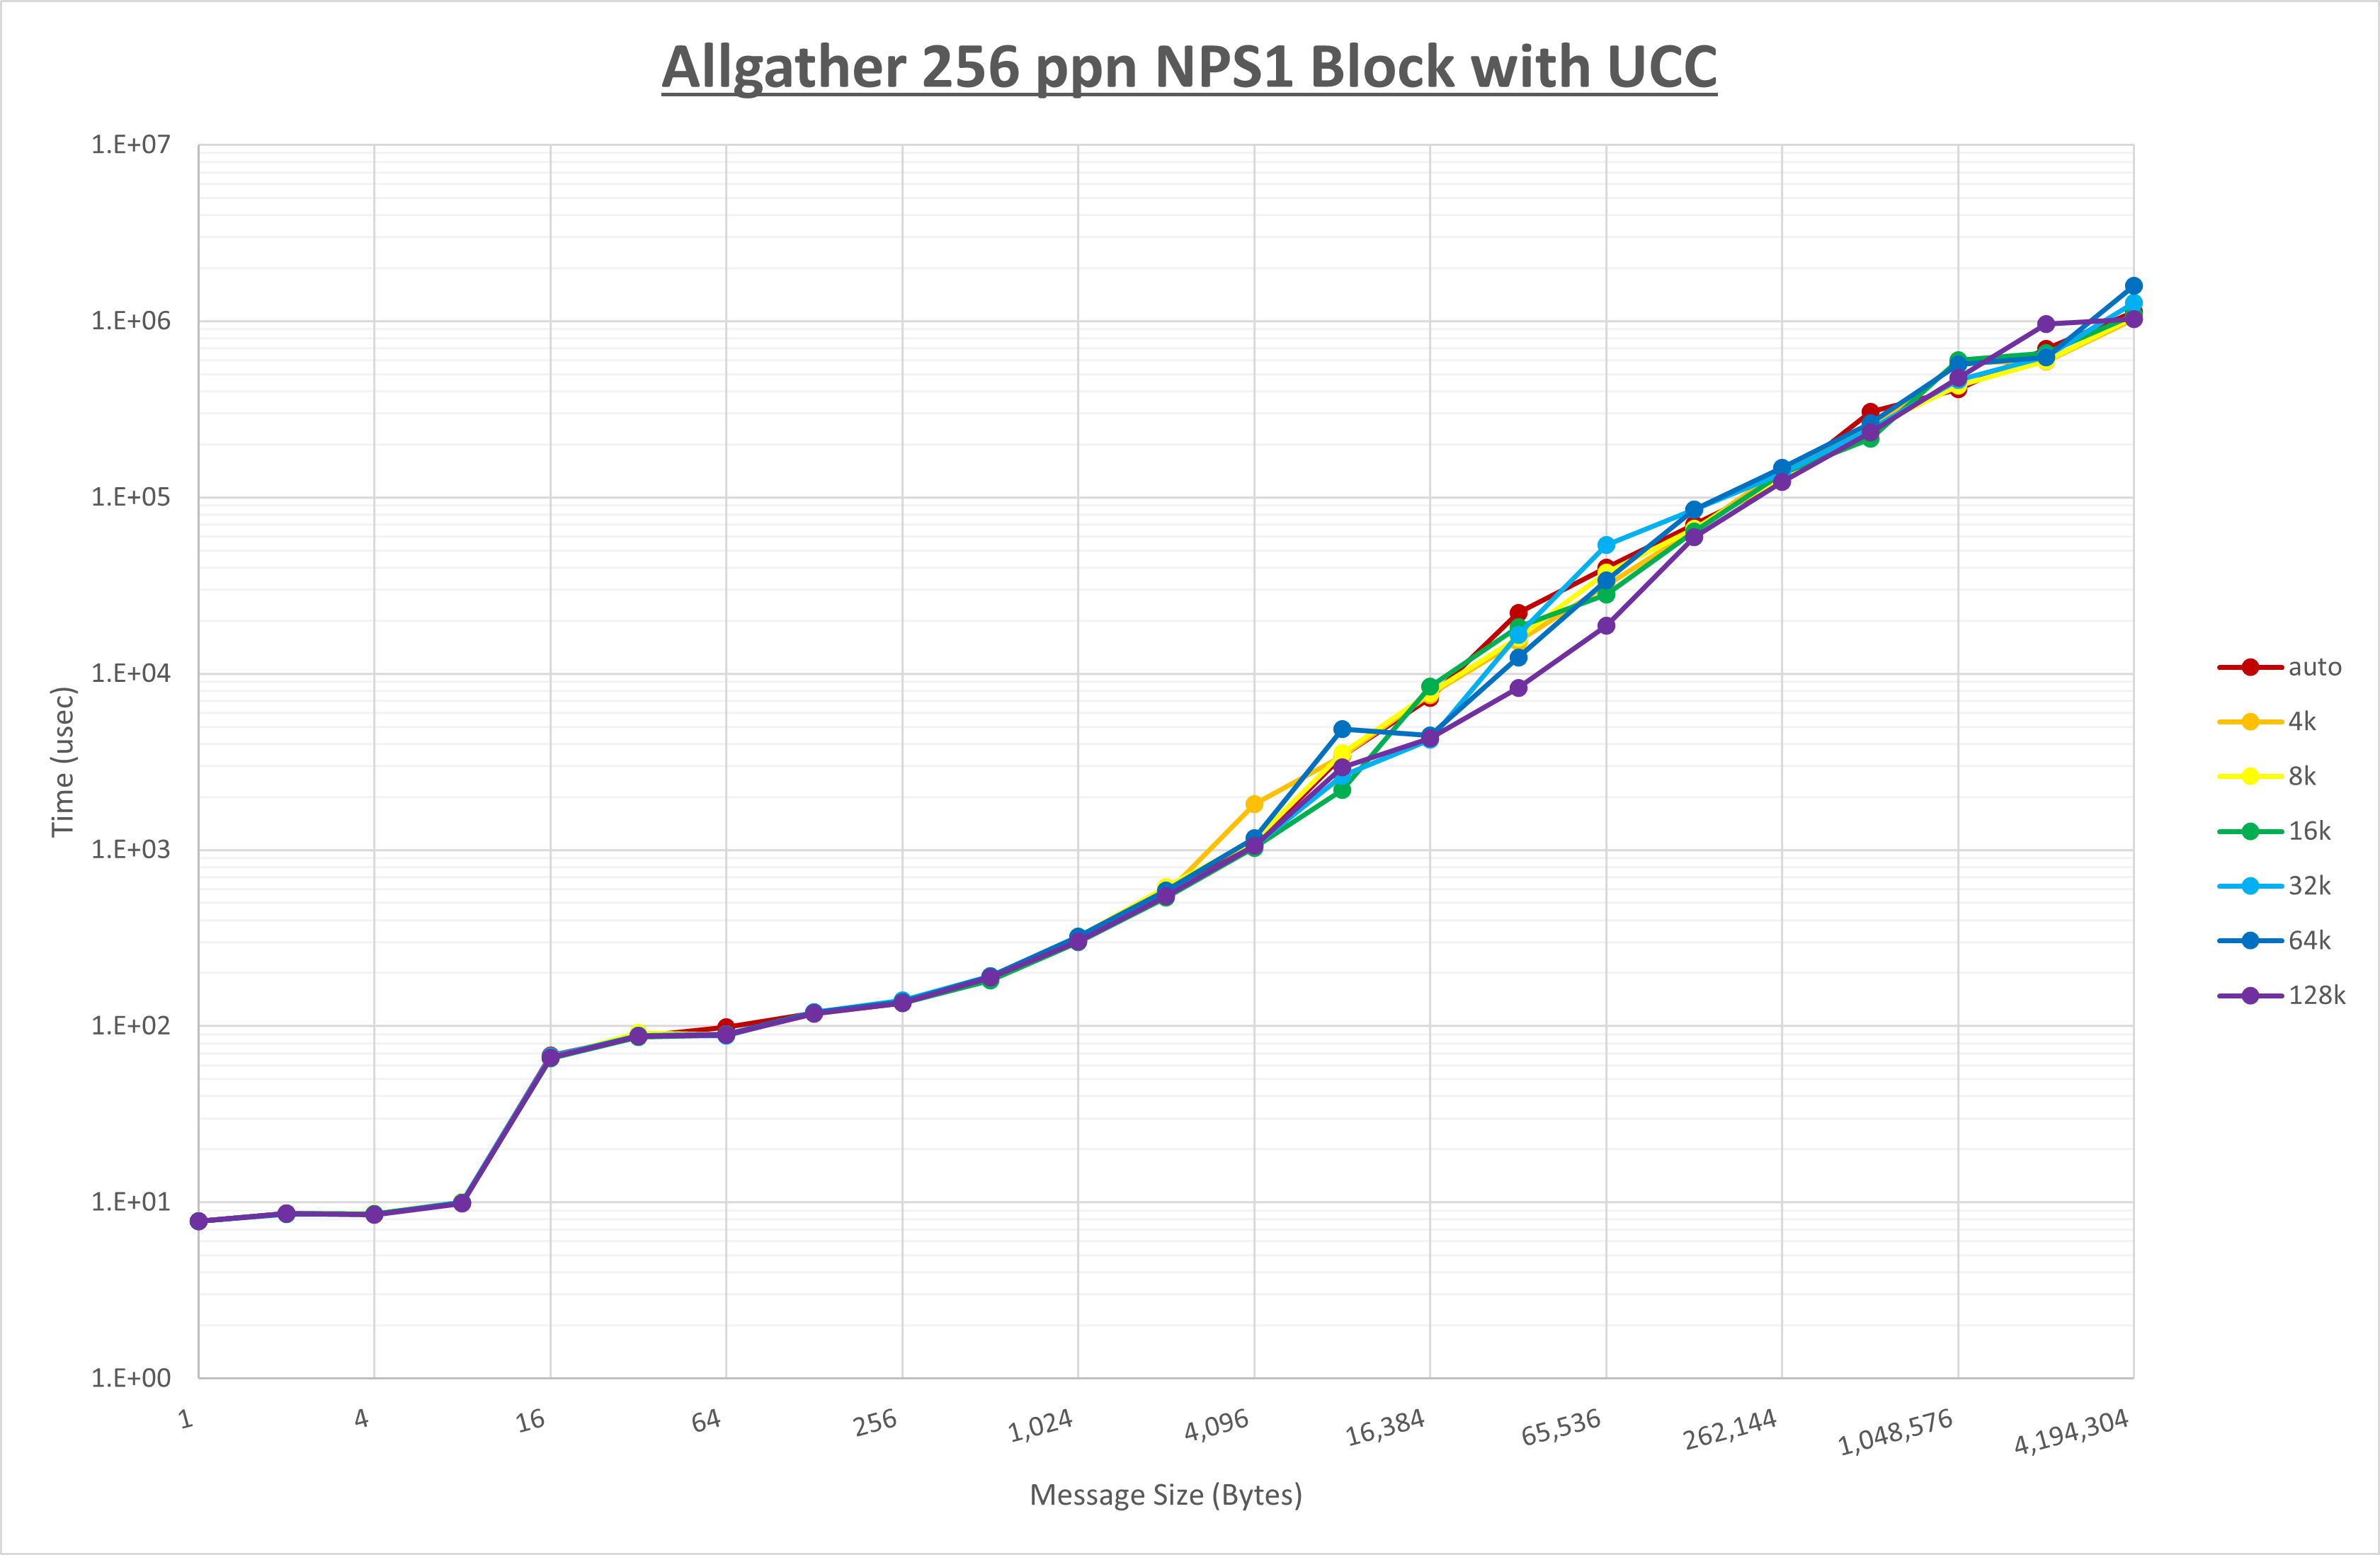 Allgather 256 ppn NPS1 Block with UCC
1.E+07
1.E+06
1.E+05
1.E+04
1.E+03
1.E+02
1.E+01
1.E+00
Time (usec)
1
4
16
64
256
1,024
4,096
16,384
65,536
262,144
1,048,576
4,194,304
Message Size (Bytes)
auto
4k
8k
16k
32k
64k
128k